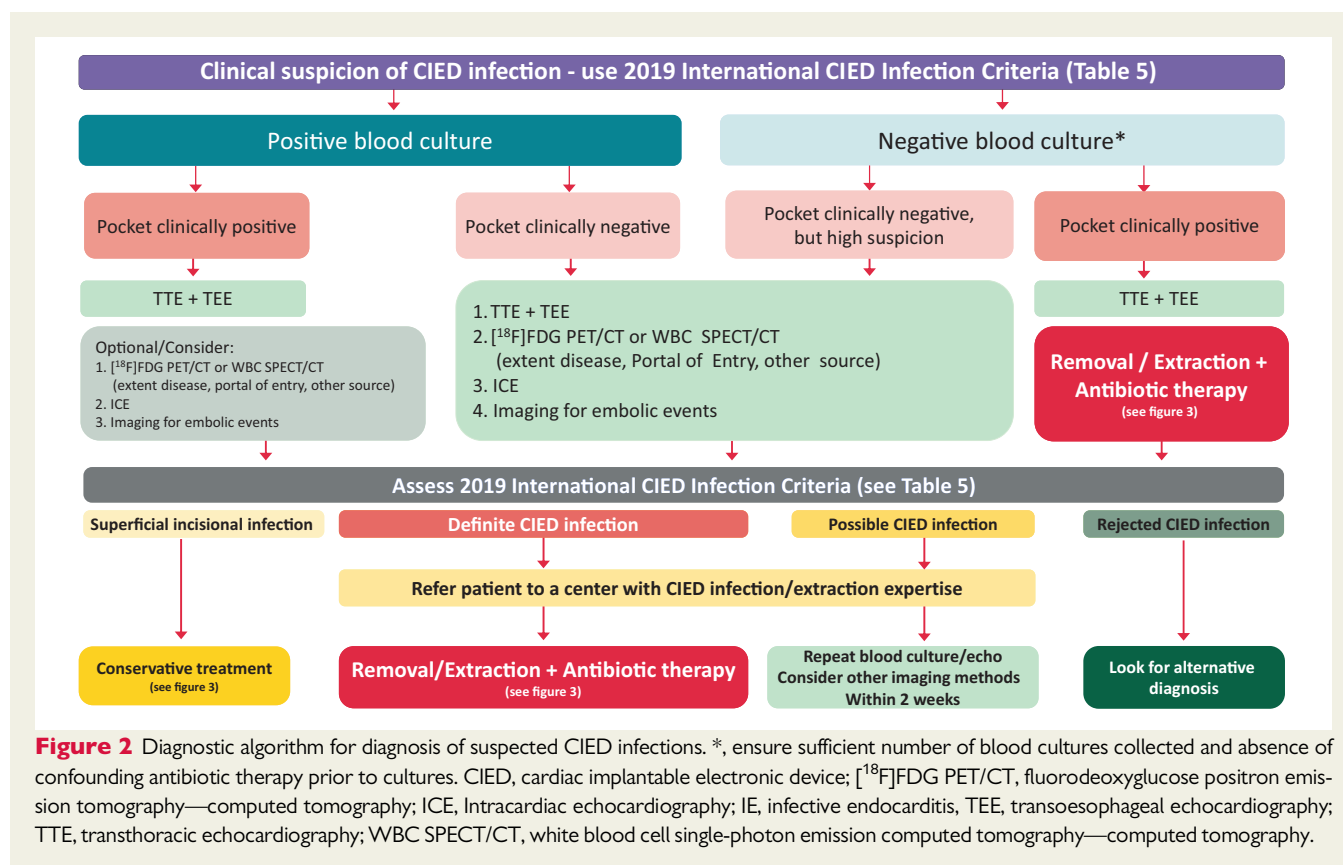 Clinical suspicion of CIED infection - use 2019 International CIED Infection Criteria (Table 5)
Positive blood culture
Negative blood culture*
Pocket clinically positive
Pocket clinically negative
Pocket clinically negative,
but high suspicion
Pocket clinically positive
TTE + TEE
Optional/Consider:
1. [¹⁸F]FDG PET/CT or WBC SPECT/CT
(extent disease, portal of entry, other source)
2. ICE
3. Imaging for embolic events
1. TTE + TEE
2. [¹⁸F]FDG PET/CT or WBC SPECT/CT
(extent disease, Portal of Entry, other source)
3. ICE
4. Imaging for embolic events
TTE + TEE
Removal / Extraction +
Antibiotic therapy
(see figure 3)
Assess 2019 International CIED Infection Criteria (see Table 5)
Superficial incisional infection
Definite CIED infection
Possible CIED infection
Rejected CIED infection
Refer patient to a center with CIED infection/extraction expertise
Conservative treatment
(see figure 3)
Removal/Extraction + Antibiotic therapy
(see figure 3)
Repeat blood culture/echo
Consider other imaging methods
Within 2 weeks
Look for alternative
diagnosis
Figure 2 Diagnostic algorithm for diagnosis of suspected CIED infections. *, ensure sufficient number of blood cultures collected and absence of
confounding antibiotic therapy prior to cultures. CIED, cardiac implantable electronic device; [¹⁸F]FDG PET/CT, fluorodeoxyglucose positron emis-
sion tomography—computed tomography; ICE, Intracardiac echocardiography; IE, infective endocarditis, TEE, transoesophageal echocardiography;
TTE, transthoracic echocardiography; WBC SPECT/CT, white blood cell single-photon emission computed tomography—computed tomography.